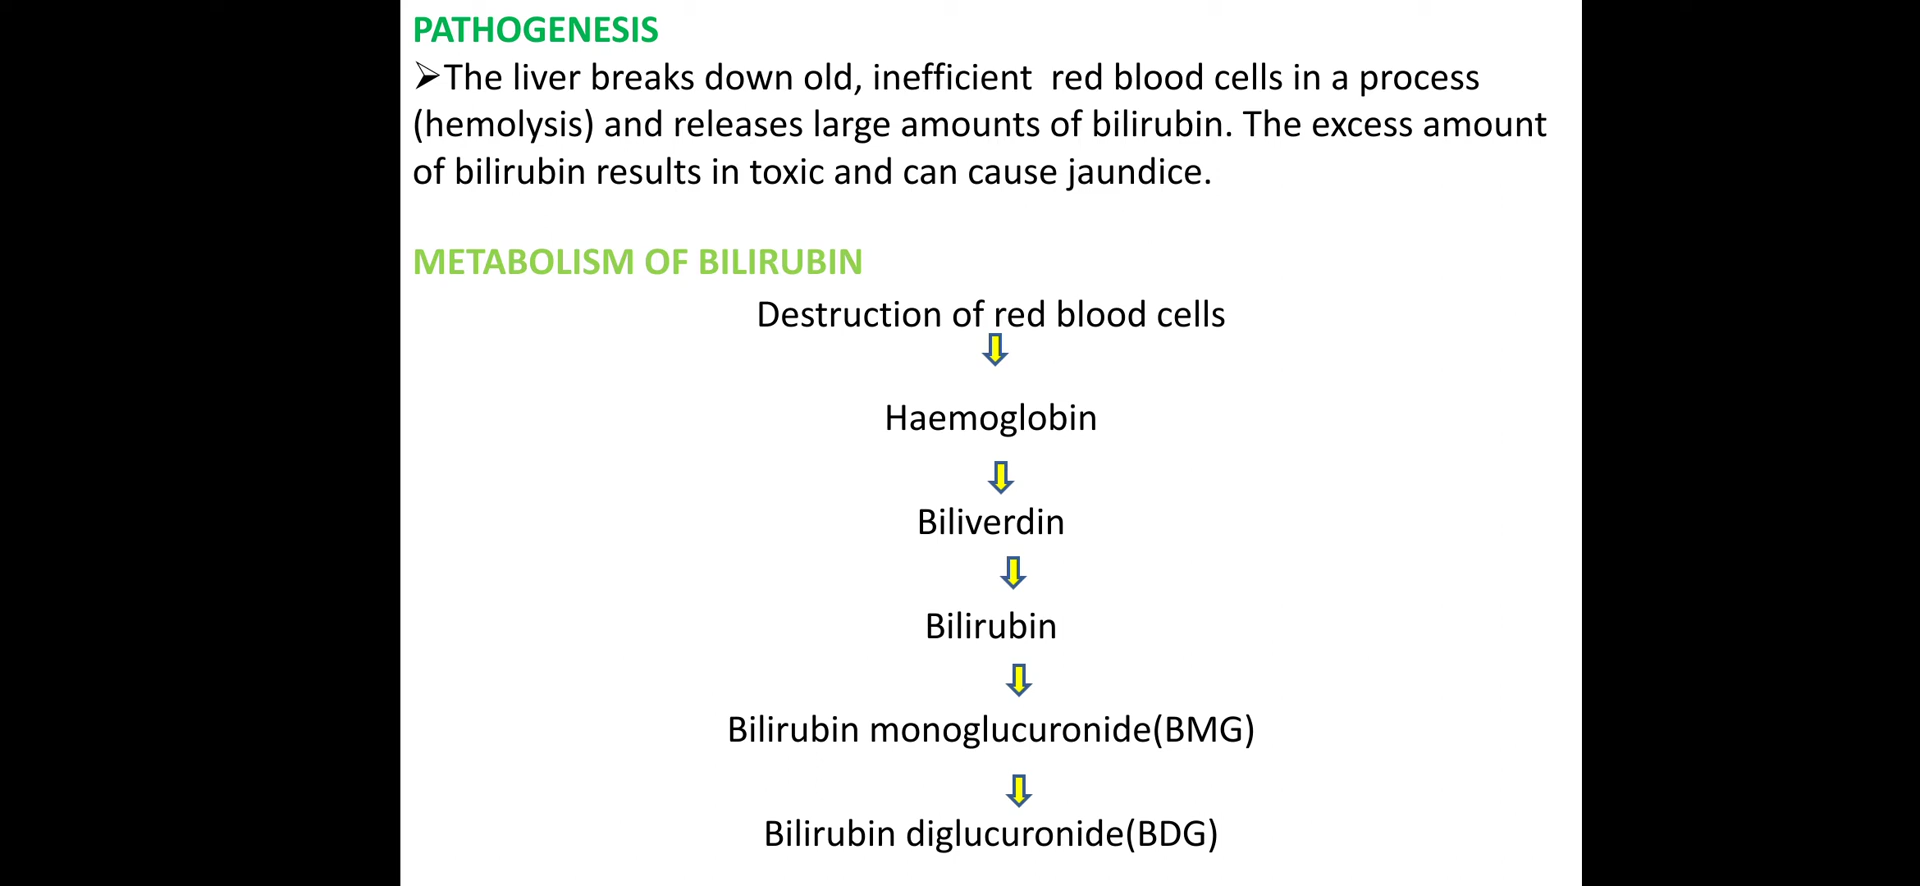 PATHOGENESIS
➢The liver breaks down old, inefficient  red blood cells in a process
(hemolysis) and releases large amounts of bilirubin. The excess amount
of bilirubin results in toxic and can cause jaundice.
METABOLISM OF BILIRUBIN
Destruction of red blood cells
Haemoglobin
Biliverdin
Bilirubin
Bilirubin monoglucuronide(BMG)
Bilirubin diglucuronide(BDG)